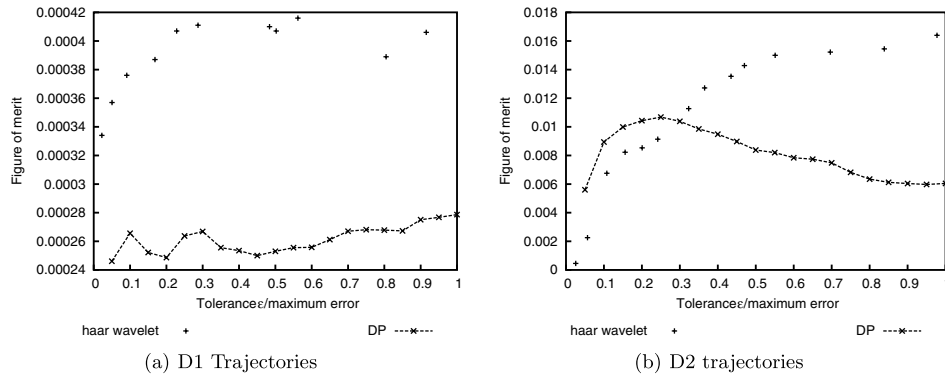 0.00042
0.0004
0.00038
0.00036
0.00034
0.00032
0.0003
0.00028
0.00026
0.00024
Figure of merit
0 0.1 0.2 0.3 0.4 0.5 0.6 0.7 0.8 0.9 1
Toleranceε/maximum error
haar wavelet
DP
(a) D1 Trajectories
0.018
0.016
0.014
0.012
0.01
0.008
0.006
0.004
0.002
0
Figure of merit
0 0.1 0.2 0.3 0.4 0.5 0.6 0.7 0.8 0.9 1
Toleranceε/maximum error
haar wavelet
DP
(b) D2 trajectories